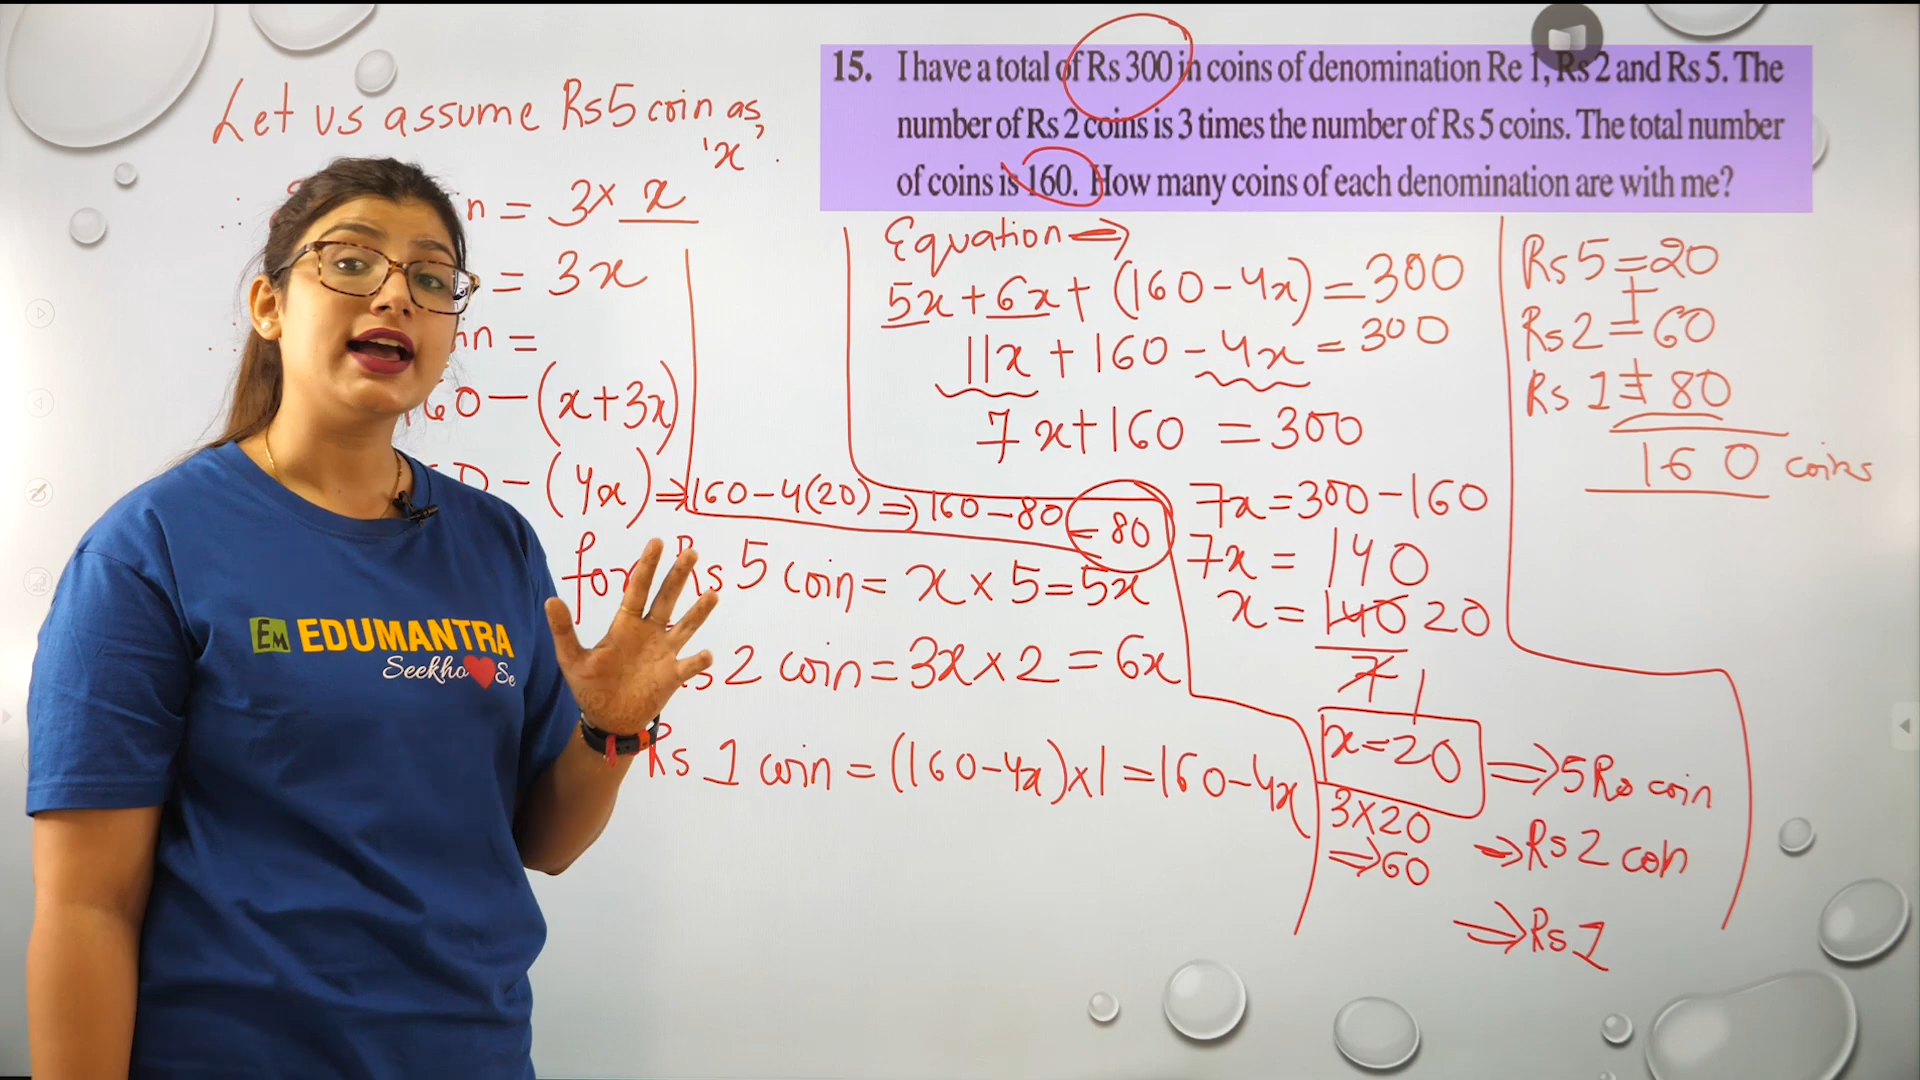 15. I have a total of Rs 300 in coins of denomination Re 1, Rs 2 and Rs 5. The
number of Rs 2 coins is 3 times the number of Rs 5 coins. The total number
of coins is 160. How many coins of each denomination are with me?
Let us assume Rs 5 coin as
'x'.
= 3 × x
= 3x
=
60 - (x+3x)
- (4x) ⇒ 160 - 4(20) ⇒ 160 - 80 = 80
for Rs 5 coin = x × 5 = 5x
2 coin = 3x × 2 = 6x
Rs 1 coin = (160-4x) × 1 = 160-4x
Equation →
5x + 6x + (160-4x) = 300
11x + 160 - 4x = 300
7x + 160 = 300
7x = 300 - 160
7x = 140
x = 140 20
7 1
x = 20 ⇒ 5 Rs coin
3×20
⇒ 60 ⇒ Rs 2 coin
⇒ Rs 1
Rs 5 = 20
+
Rs 2 = 60
+
Rs 1 = 80
160 coins
EM EDUMANTRA
Seekho Se